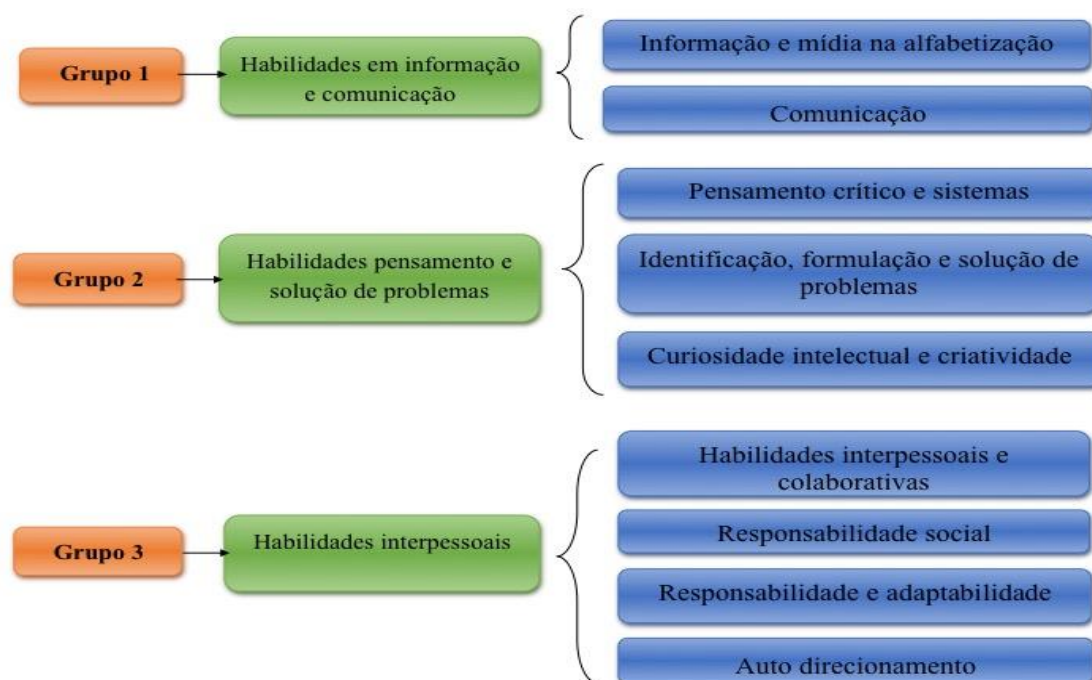 Grupo 1
Habilidades em informação
e comunicação
Informação e mídia na alfabetização
Comunicação
Grupo 2
Habilidades pensamento e
solução de problemas
Pensamento crítico e sistemas
Identificação, formulação e solução de
problemas
Curiosidade intelectual e criatividade
Grupo 3
Habilidades interpessoais
Habilidades interpessoais e
colaborativas
Responsabilidade social
Responsabilidade e adaptabilidade
Auto direcionamento